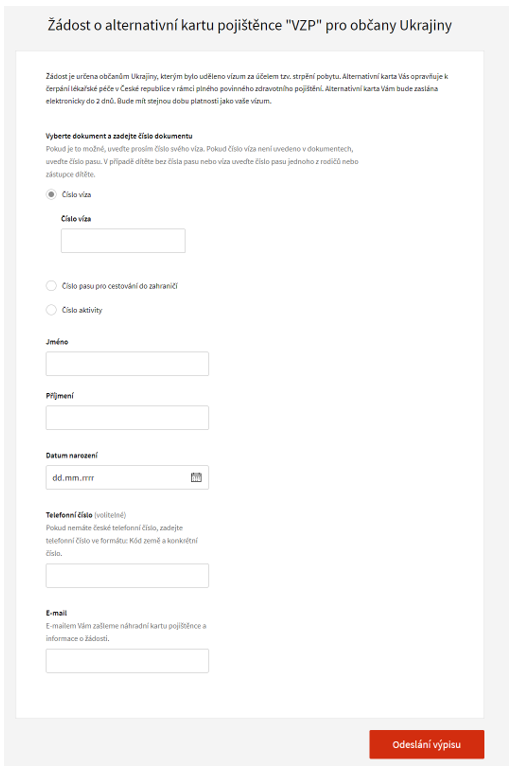 Žádost o alternativní kartu pojištěnce "VZP" pro občany Ukrajiny
Žádost je určena občanům Ukrajiny, kterým bylo uděleno vízum za účelem tzv. strpění pobytu. Alternativní karta Vás opravňuje k
čerpání lékařské péče v České republice v rámci plného povinného zdravotního pojištění. Alternativní karta Vám bude zaslána
elektronicky do 2 dnů. Bude mít stejnou dobu platnosti jako vaše vízum.
Vyberte dokument a zadejte číslo dokumentu
Pokud je to možné, uveďte prosím číslo svého víza. Pokud číslo víza není uvedeno v dokumentech,
uveďte číslo pasu. V případě dítěte bez čísla pasu nebo víza uveďte číslo pasu jednoho z rodičů nebo
zástupce dítěte.
Číslo víza
Číslo víza
Číslo pasu pro cestování do zahraničí
Číslo aktivity
Jméno
Příjmení
Datum narození
dd.mm.rrrr
Telefonní číslo (volitelně)
Pokud nemáte české telefonní číslo, zadejte
telefonní číslo ve formátu: Kód země a konkrétní
číslo.
E-mail
E-mailem Vám zašleme náhradní kartu pojištěnce a
informace o žádosti.
Odeslání výpisu